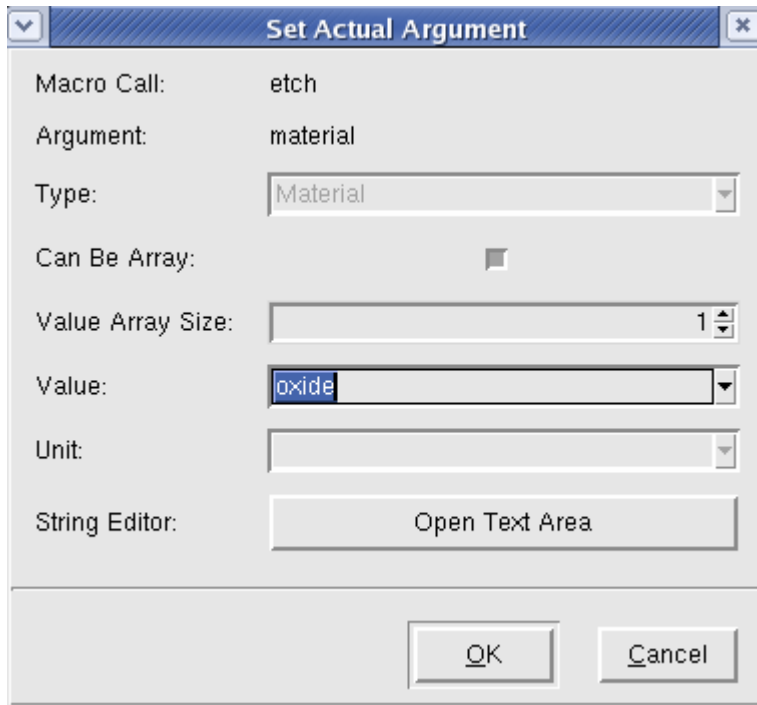 Set Actual Argument
Macro Call: etch
Argument: material
Type: Material
Can Be Array:
Value Array Size: 1
Value: oxide
Unit:
String Editor: Open Text Area
OK Cancel